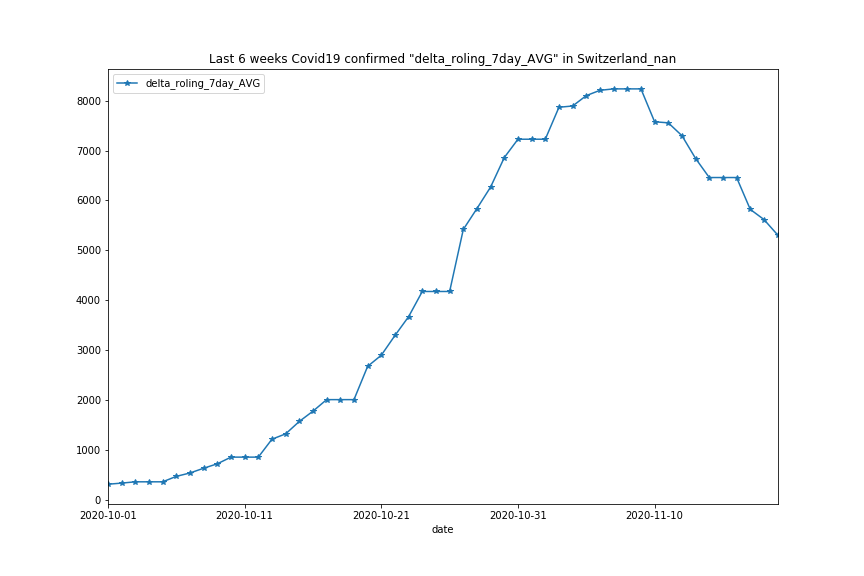 Last 6 weeks Covid19 confirmed "delta_roling_7day_AVG" in Switzerland_nan
delta_roling_7day_AVG
8000
7000
6000
5000
4000
3000
2000
1000
0
2020-10-01 2020-10-11 2020-10-21 2020-10-31 2020-11-10
date